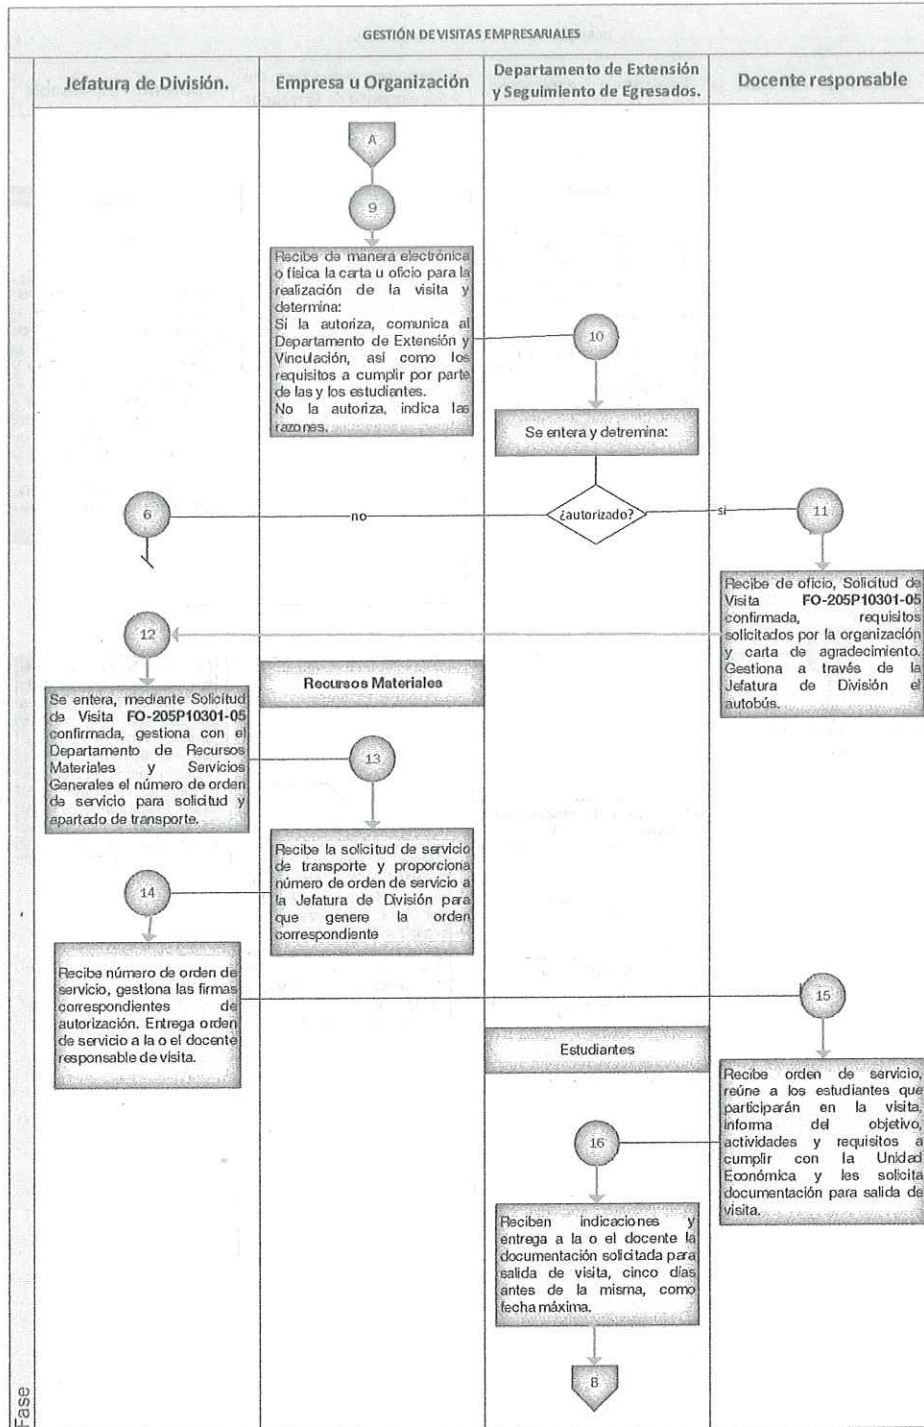 GESTIÓN DE VISITAS EMPRESARIALES
Jefatura de División.
Empresa u Organización
Departamento de Extensión
y Seguimiento de Egresados.
Docente responsable
A
9
Recibe de manera electrónica
o física la carta u oficio para la
realización de la visita y
determina:
Sí la autoriza, comunica al
Departamento de Extensión y
Vinculación, así como los
requisitos a cumplir por parte
de las y los estudiantes.
No la autoriza, indica las
razones.
10
Se entera y detremina:
¿autorizado?
no
si
6
11
Recibe de oficio, Solicitud de
Visita FO-205P10301-05
confirmada, requisitos
solicitados por la organización
y carta de agradecimiento.
Gestiona a través de la
Jefatura de División el
autobús.
12
Se entera, mediante Solicitud
de Visita FO-205P10301-05
confirmada, gestiona con el
Departamento de Recursos
Materiales y Servicios
Generales el número de orden
de servicio para solicitud y
apartado de transporte.
Recursos Materiales
13
Recibe la solicitud de servicio
de transporte y proporciona
número de orden de servicio a
la Jefatura de División para
que genere la orden
correspondiente
14
Recibe número de orden de
servicio, gestiona las firmas
correspondientes de
autorización. Entrega orden
de servicio a la o el docente
responsable de visita.
15
Recibe orden de servicio,
reúne a los estudiantes que
participarán en la visita,
informa del objetivo,
actividades y requisitos a
cumplir con la Unidad
Económica y les solicita
documentación para salida de
visita.
Estudiantes
16
Reciben indicaciones y
entrega a la o el docente la
documentación solicitada para
salida de visita, cinco días
antes de la misma, como
fecha máxima.
B
Fase